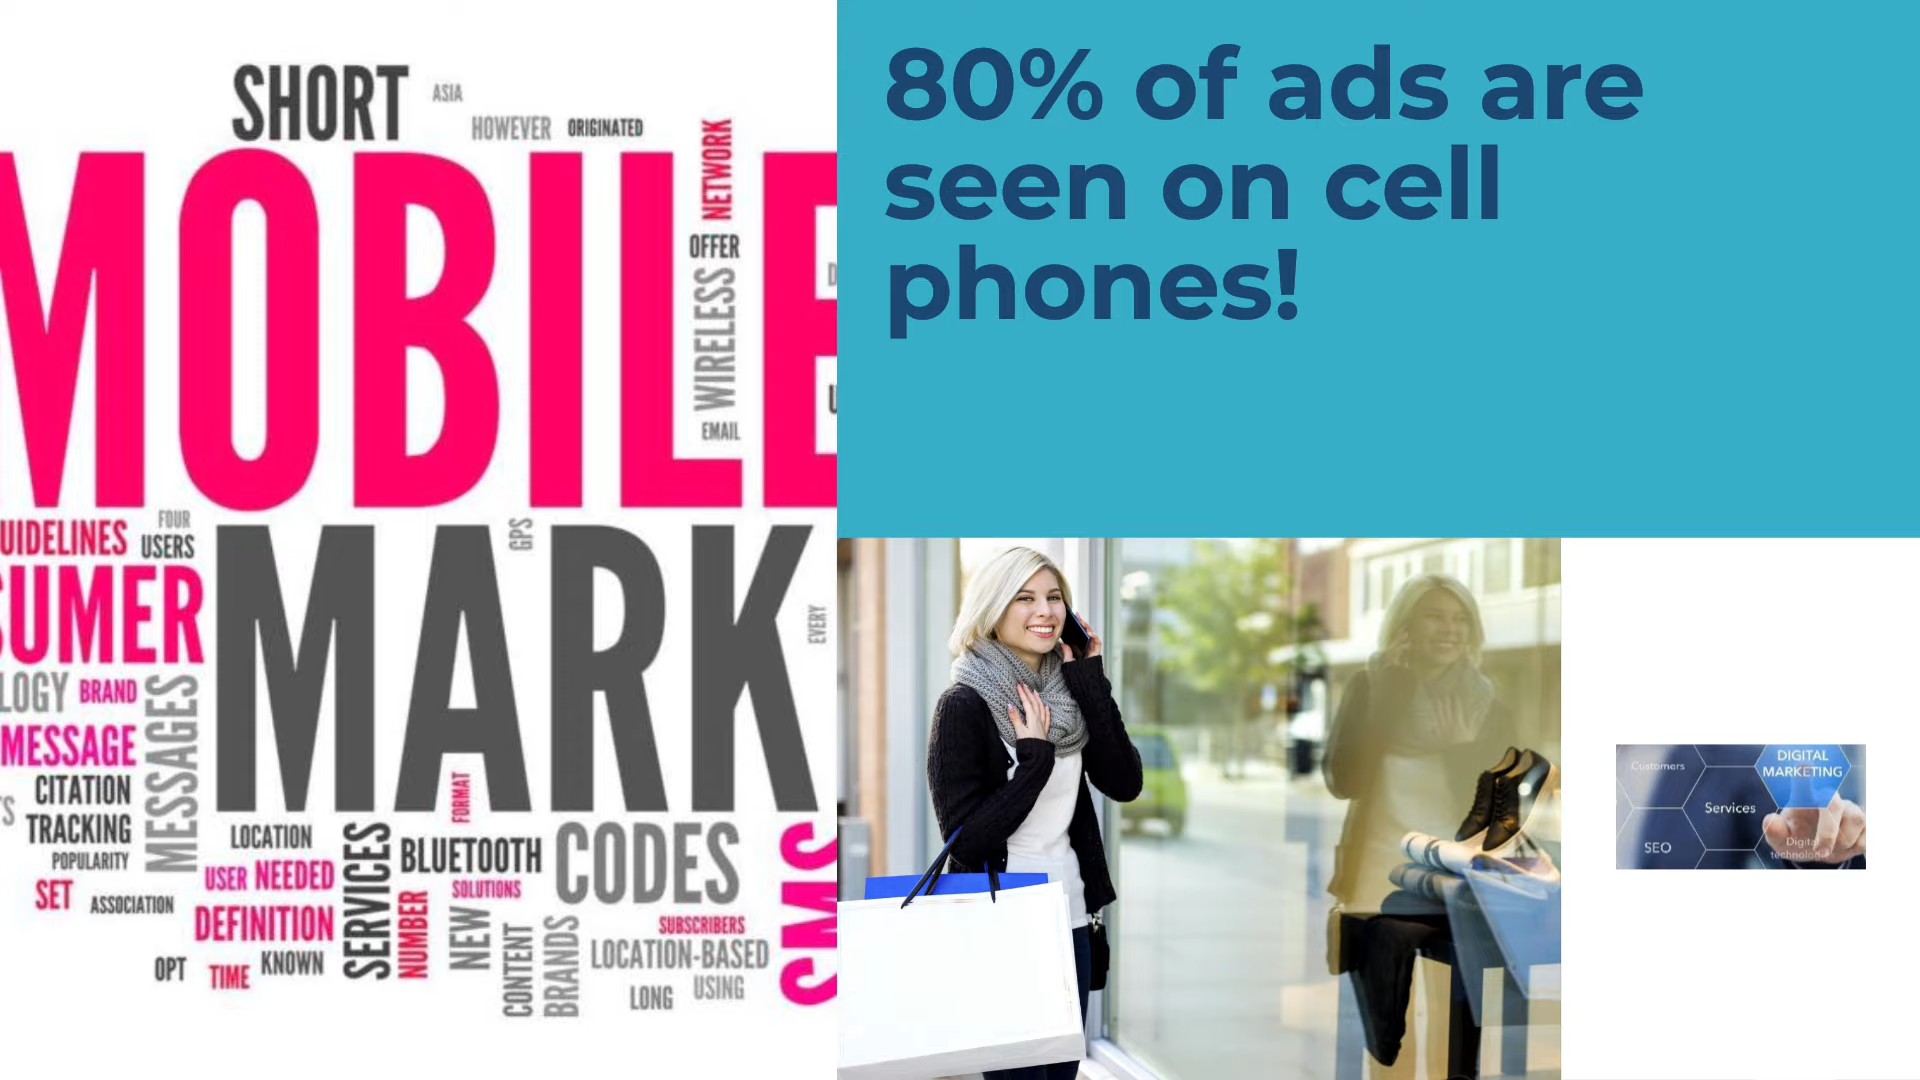 SHORT
ASIA
HOWEVER
ORIGINATED
NETWORK
MOBILE
OFFER
WIRELESS
EMAIL
UIDELINES
FOUR
USERS
GPS
SUMER
MARK
EVERY
LOGY
BRAND
MESSAGES
MESSAGE
CITATION
TRACKING
POPULARITY
SET
ASSOCIATION
FORMAT
LOCATION
USER
NEEDED
DEFINITION
SERVICES
BLUETOOTH
SOLUTIONS
CODES
SMS
NUMBER
NEW
CONTENT
BRANDS
SUBSCRIBERS
LOCATION-BASED
OPT
TIME
KNOWN
LONG
USING
80% of ads are
seen on cell
phones!
Customers
DIGITAL
MARKETING
Services
SEO
Digital